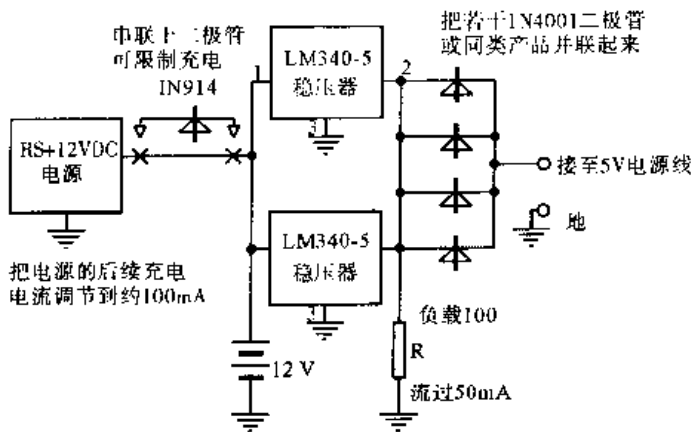 串联上二极管
可限制充电
IN914
把若干1N4001二极管
或同类产品并联起来
LM340-5
稳压器
1
2
3
RS+12VDC
电源
接至5V电源线
地
LM340-5
稳压器
3
把电源的后续充电
电流调节到约100mA
负载100
12 V
R
流过50mA